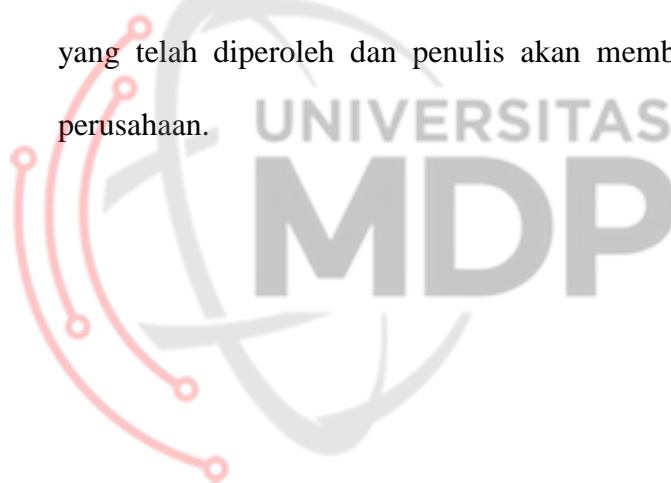 yang telah diperoleh dan penulis akan memb
perusahaan.
UNIVERSITAS
MDP